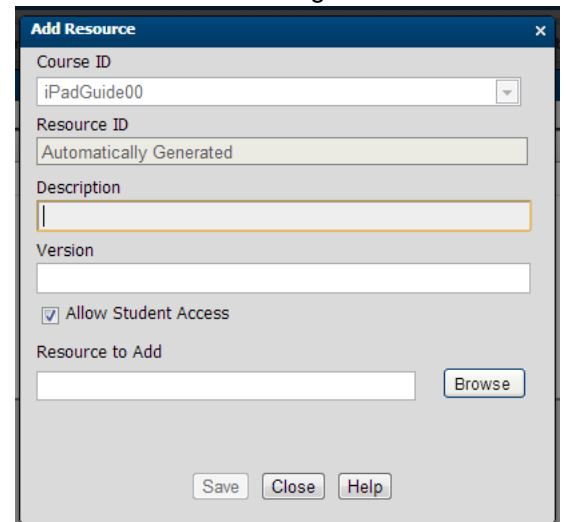 Add Resource x
Course ID
iPadGuide00
Resource ID
Automatically Generated
Description
Version
Allow Student Access
Resource to Add
Browse
Save Close Help